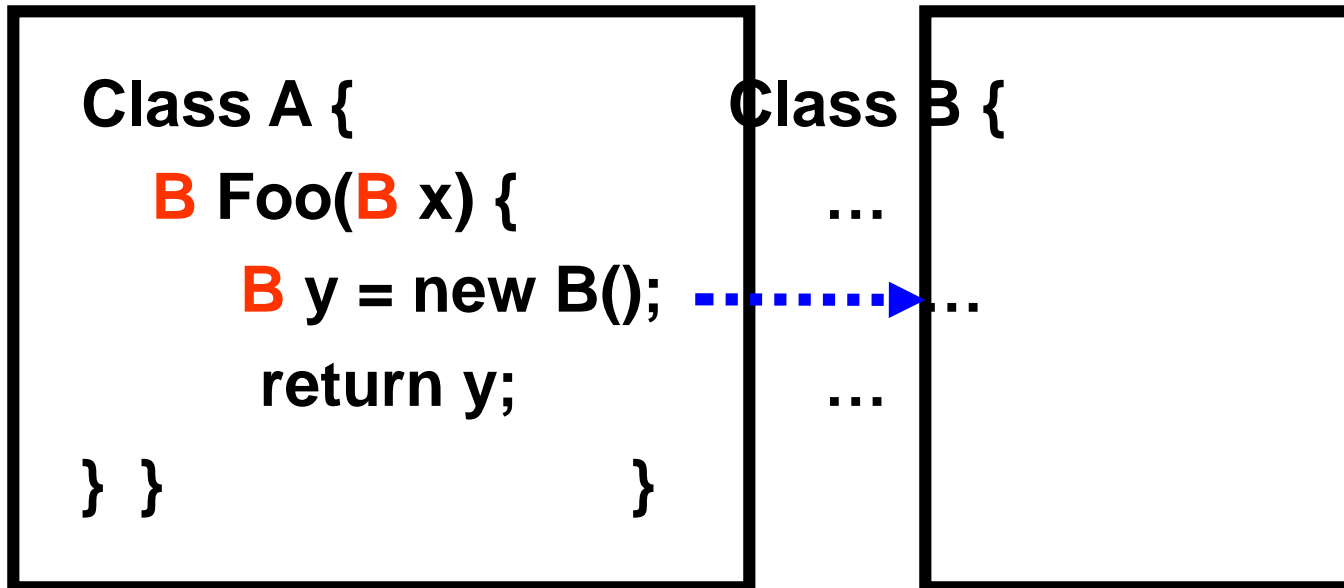 Class A { Class B {
B Foo(B x) { …
B y = new B(); …
return y; …
} } }